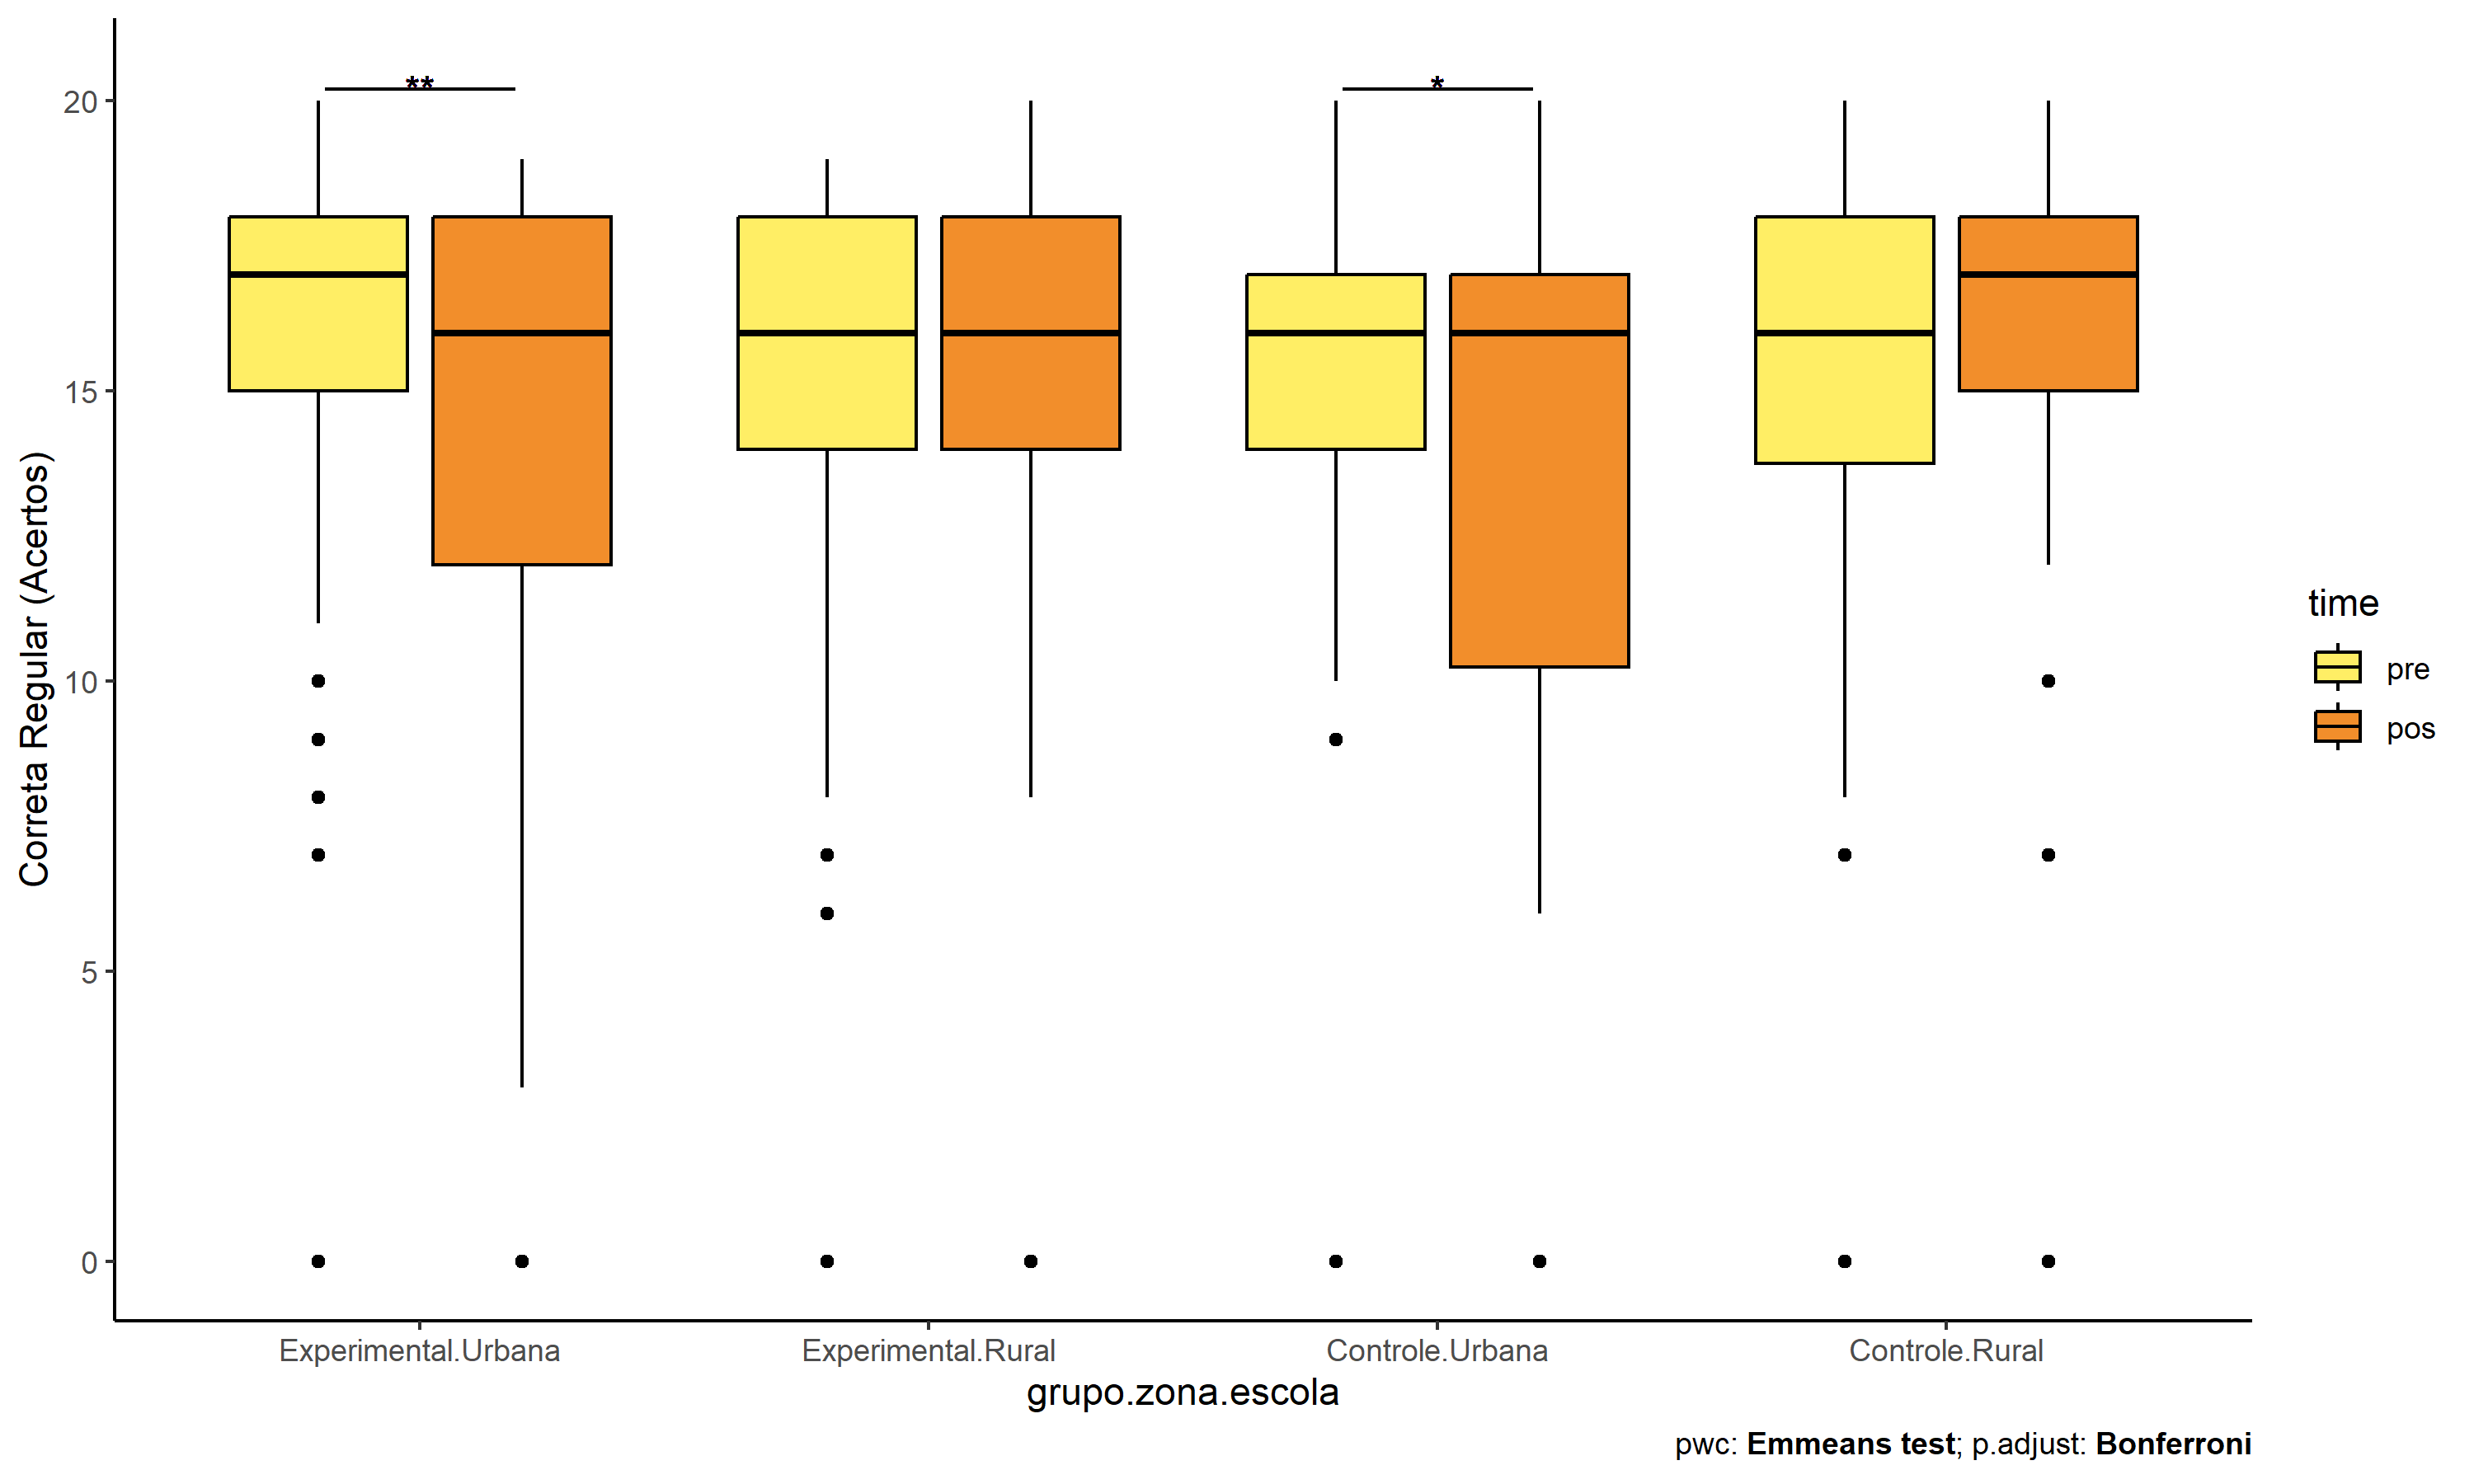 **
*
20
15
10
5
0
Correta Regular (Acertos)
Experimental.Urbana
Experimental.Rural
Controle.Urbana
Controle.Rural
grupo.zona.escola
time
pre
pos
pwc: Emmeans test; p.adjust: Bonferroni